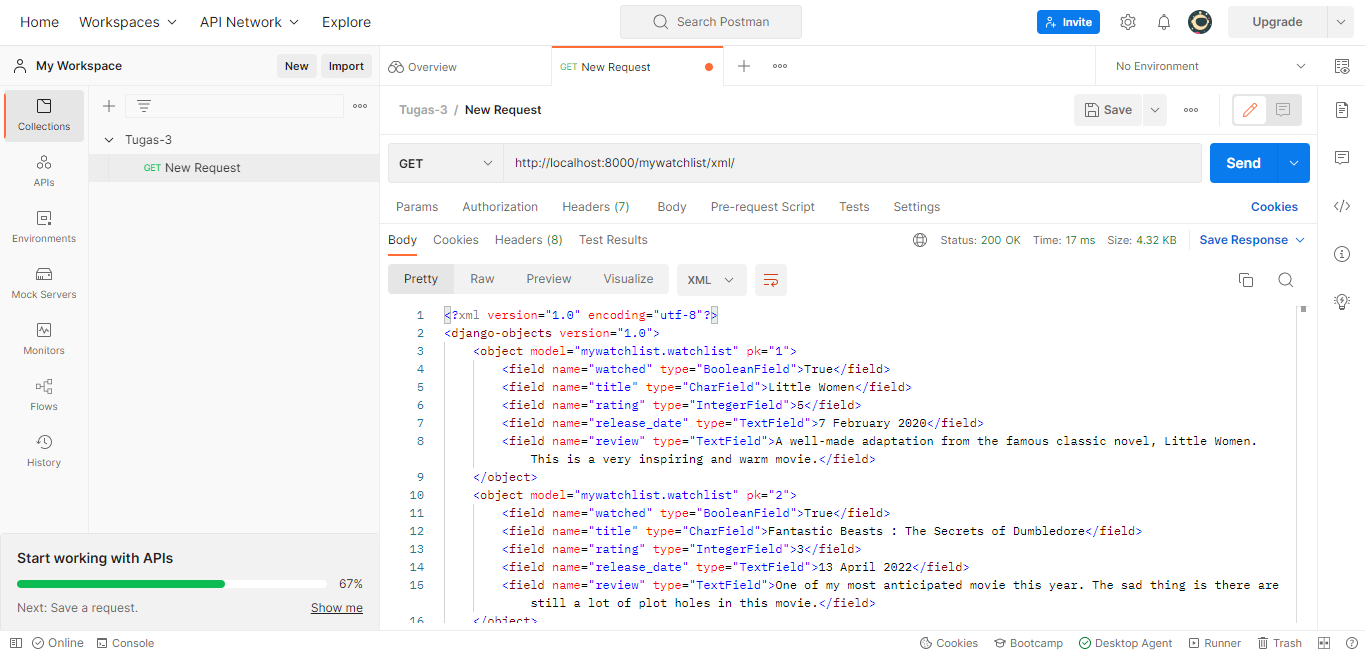 Home Workspaces API Network Explore Search Postman Invite Upgrade
My Workspace New Import Overview GET New Request No Environment
Collections
APIs
Environments
Mock Servers
Monitors
Flows
History
Tugas-3
GET New Request
Tugas-3 / New Request Save
GET http://localhost:8000/mywatchlist/xml/ Send
Params Authorization Headers (7) Body Pre-request Script Tests Settings Cookies
Body Cookies Headers (8) Test Results Status: 200 OK Time: 17 ms Size: 4.32 KB Save Response
Pretty Raw Preview Visualize XML
1 <?xml version="1.0" encoding="utf-8"?>
2 <django-objects version="1.0">
3 <object model="mywatchlist.watchlist" pk="1">
4 <field name="watched" type="BooleanField">True</field>
5 <field name="title" type="CharField">Little Women</field>
6 <field name="rating" type="IntegerField">5</field>
7 <field name="release_date" type="TextField">7 February 2020</field>
8 <field name="review" type="TextField">A well-made adaptation from the famous classic novel, Little Women.
This is a very inspiring and warm movie.</field>
9 </object>
10 <object model="mywatchlist.watchlist" pk="2">
11 <field name="watched" type="BooleanField">True</field>
12 <field name="title" type="CharField">Fantastic Beasts : The Secrets of Dumbledore</field>
13 <field name="rating" type="IntegerField">3</field>
14 <field name="release_date" type="TextField">13 April 2022</field>
15 <field name="review" type="TextField">One of my most anticipated movie this year. The sad thing is there are
still a lot of plot holes in this movie.</field>
16 </object>
Start working with APIs
67%
Next: Save a request. Show me
Online Console Cookies Bootcamp Desktop Agent Runner Trash